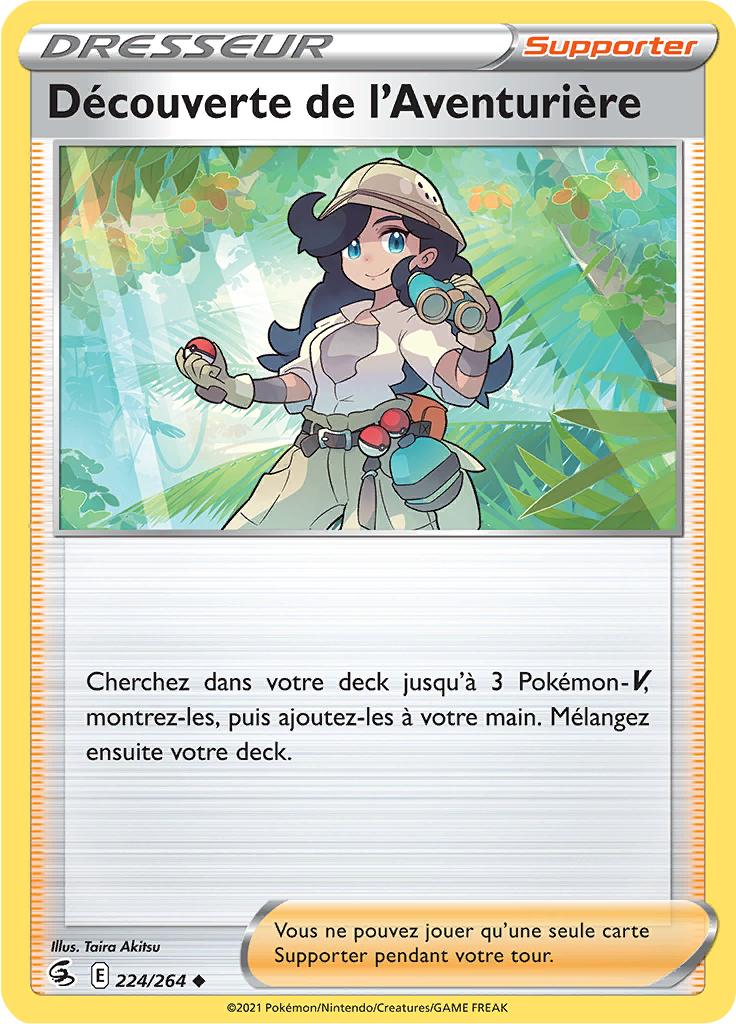 DRESSEUR
Supporter
Découverte de l'Aventurière
Cherchez dans votre deck jusqu'à 3 Pokémon-V,
montrez-les, puis ajoutez-les à votre main. Mélangez
ensuite votre deck.
Vous ne pouvez jouer qu'une seule carte
Supporter pendant votre tour.
Illus. Taira Akitsu
E 224/264 ◆
©2021 Pokémon/Nintendo/Creatures/GAME FREAK